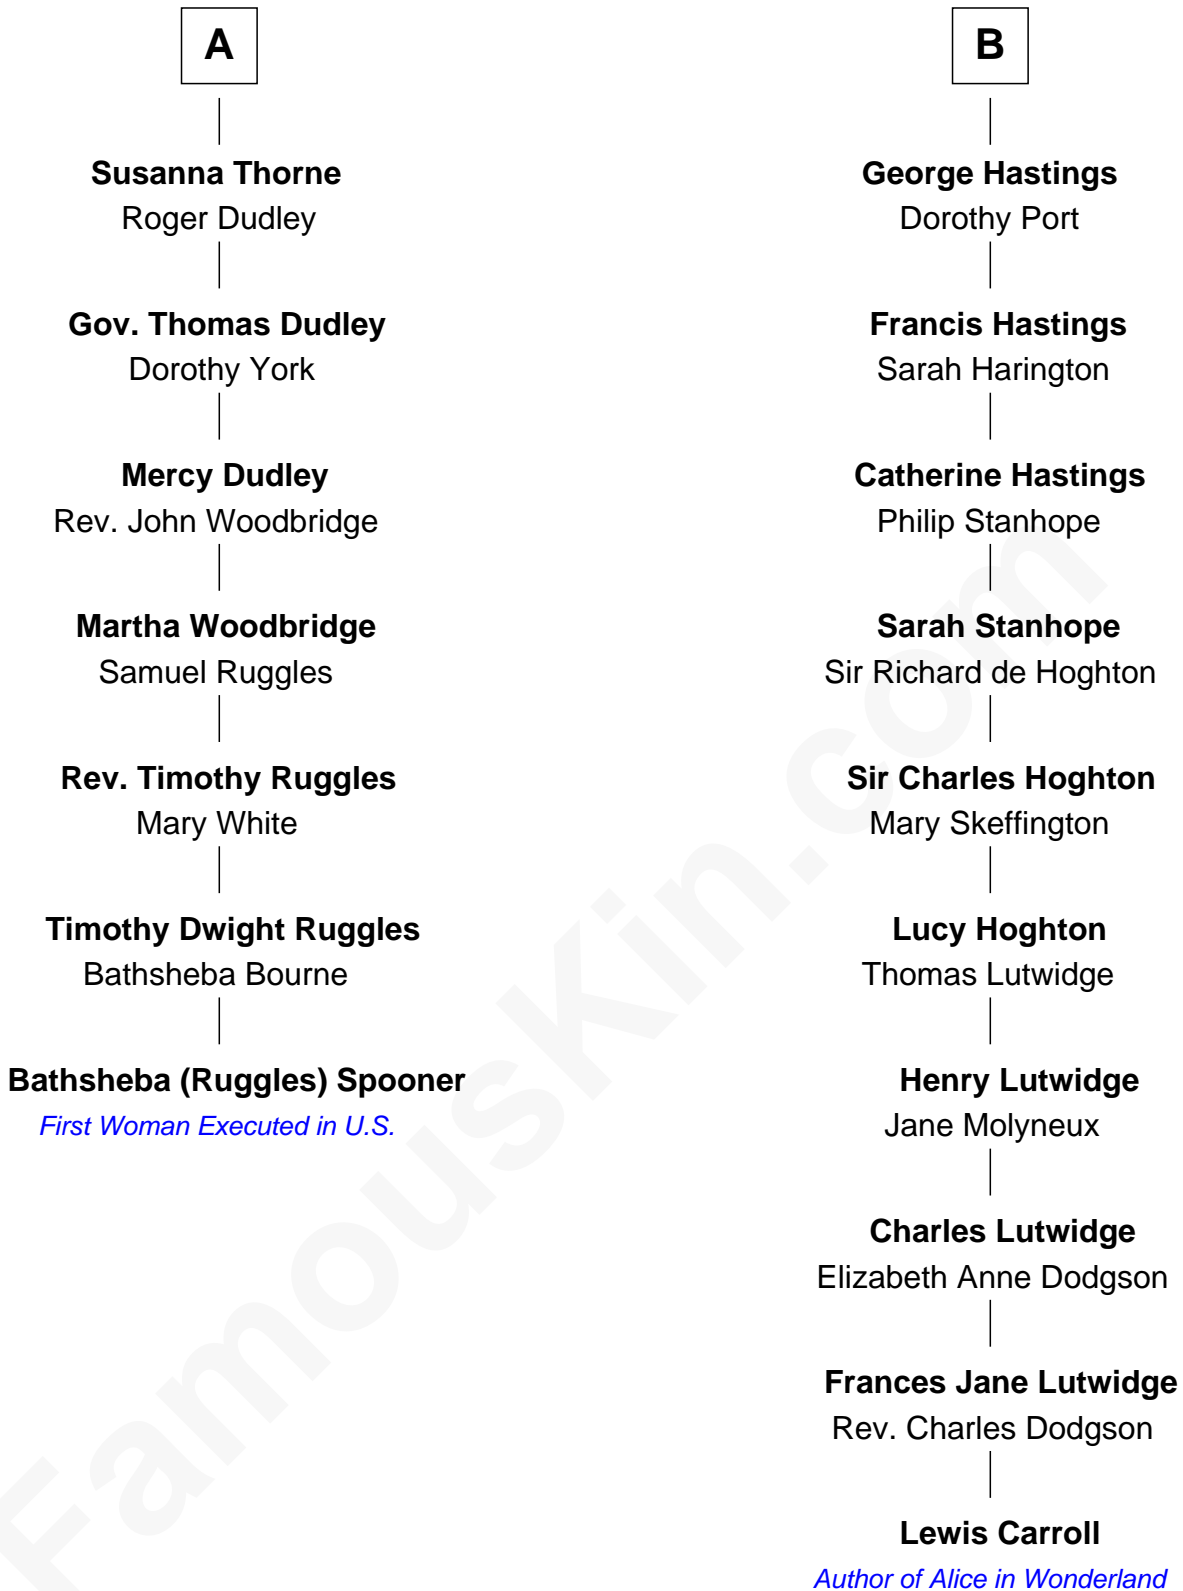 A
Susanna Thorne
Roger Dudley
Gov. Thomas Dudley
Dorothy York
Mercy Dudley
Rev. John Woodbridge
Martha Woodbridge
Samuel Ruggles
Rev. Timothy Ruggles
Mary White
Timothy Dwight Ruggles
Bathsheba Bourne
Bathsheba (Ruggles) Spooner
First Woman Executed in U.S.
B
George Hastings
Dorothy Port
Francis Hastings
Sarah Harington
Catherine Hastings
Philip Stanhope
Sarah Stanhope
Sir Richard de Hoghton
Sir Charles Hoghton
Mary Skeffington
Lucy Hoghton
Thomas Lutwidge
Henry Lutwidge
Jane Molyneux
Charles Lutwidge
Elizabeth Anne Dodgson
Frances Jane Lutwidge
Rev. Charles Dodgson
Lewis Carroll
Author of Alice in Wonderland
FamousKin.com